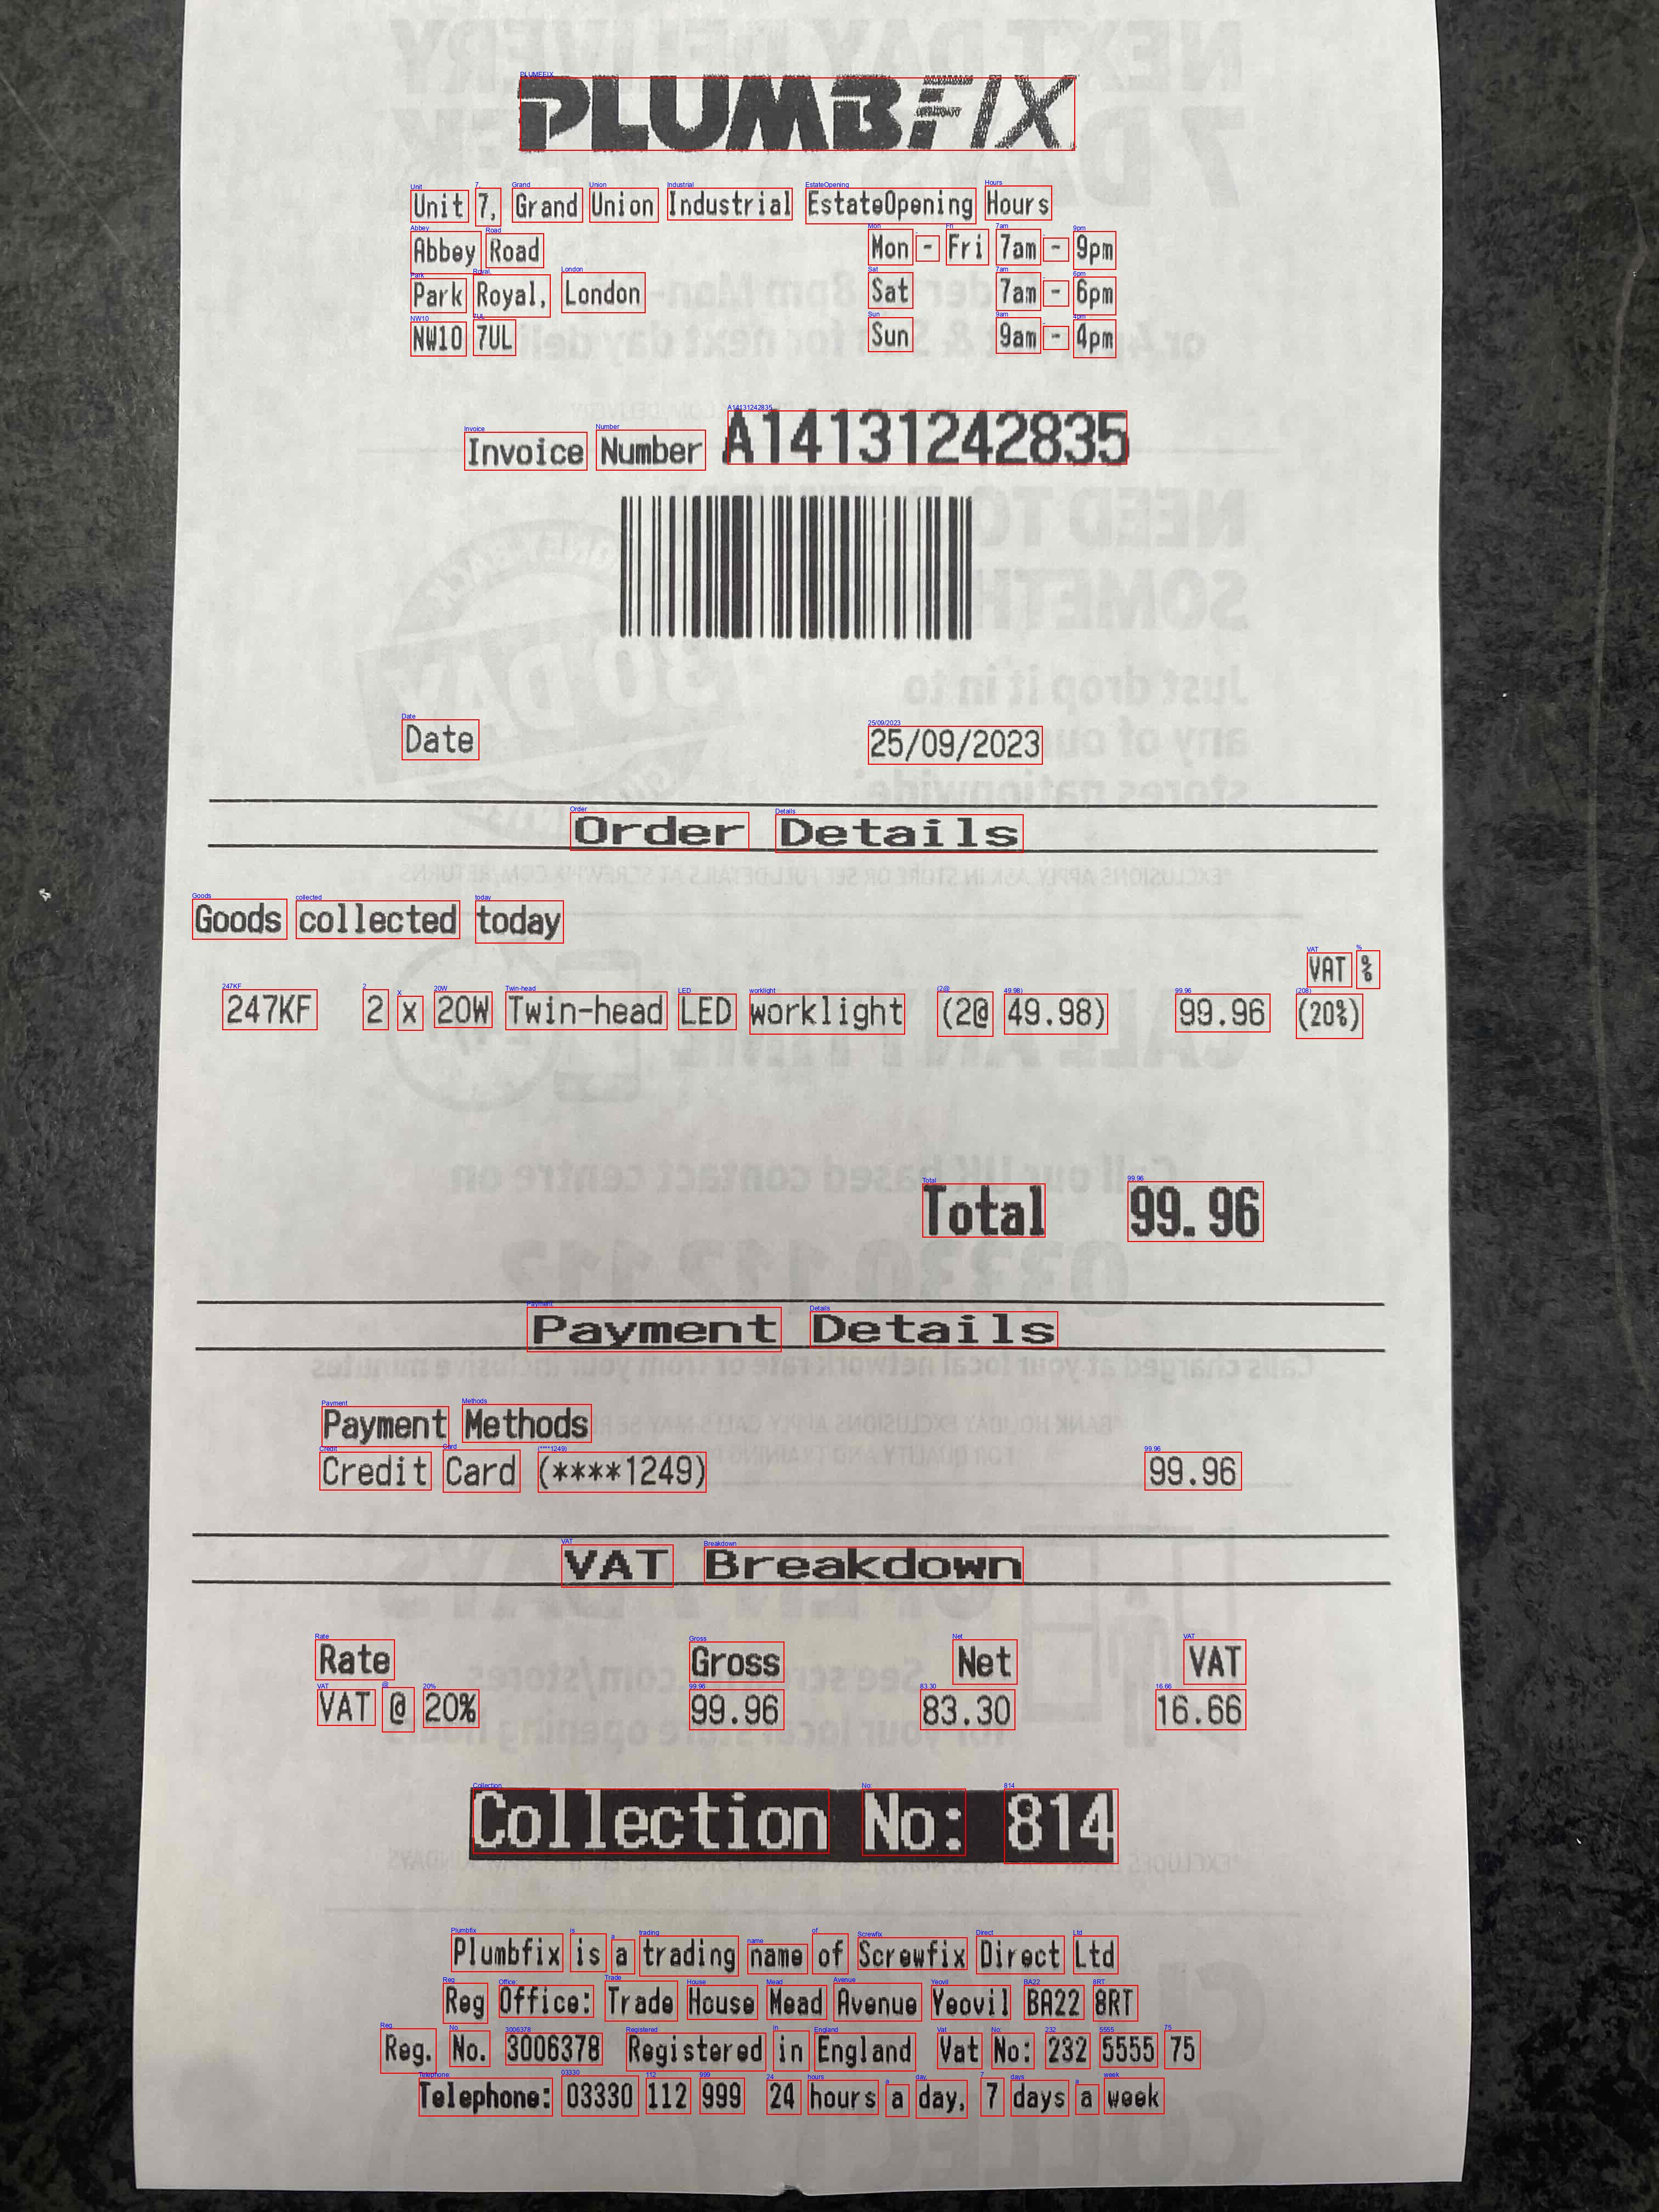 PLUMBFIX
Unit 7, Grand Union Industrial EstateOpening Hours
Abbey Road Mon - Fri 7am - 9pm
Park Royal, London Sat 7am - 6pm
NW10 7UL Sun 9am - 4pm
Invoice Number A14131242835
Date 25/09/2023
Order Details
Goods collected today
VAT %
247KF 2 x 20W Twin-head LED worklight (2@ 49.98) 99.96 (20%)
Total 99.96
Payment Details
Payment Methods
Credit Card (****1249) 99.96
VAT Breakdown
Rate Gross Net VAT
VAT @ 20% 99.96 83.30 16.66
Collection No: 814
Plumbfix is a trading name of Screwfix Direct Ltd
Reg Office: Trade House Mead Avenue Yeovil BA22 8RT
Reg. No. 3006378 Registered in England Vat No: 232 5555 75
Telephone: 03330 112 999 24 hours a day, 7 days a week